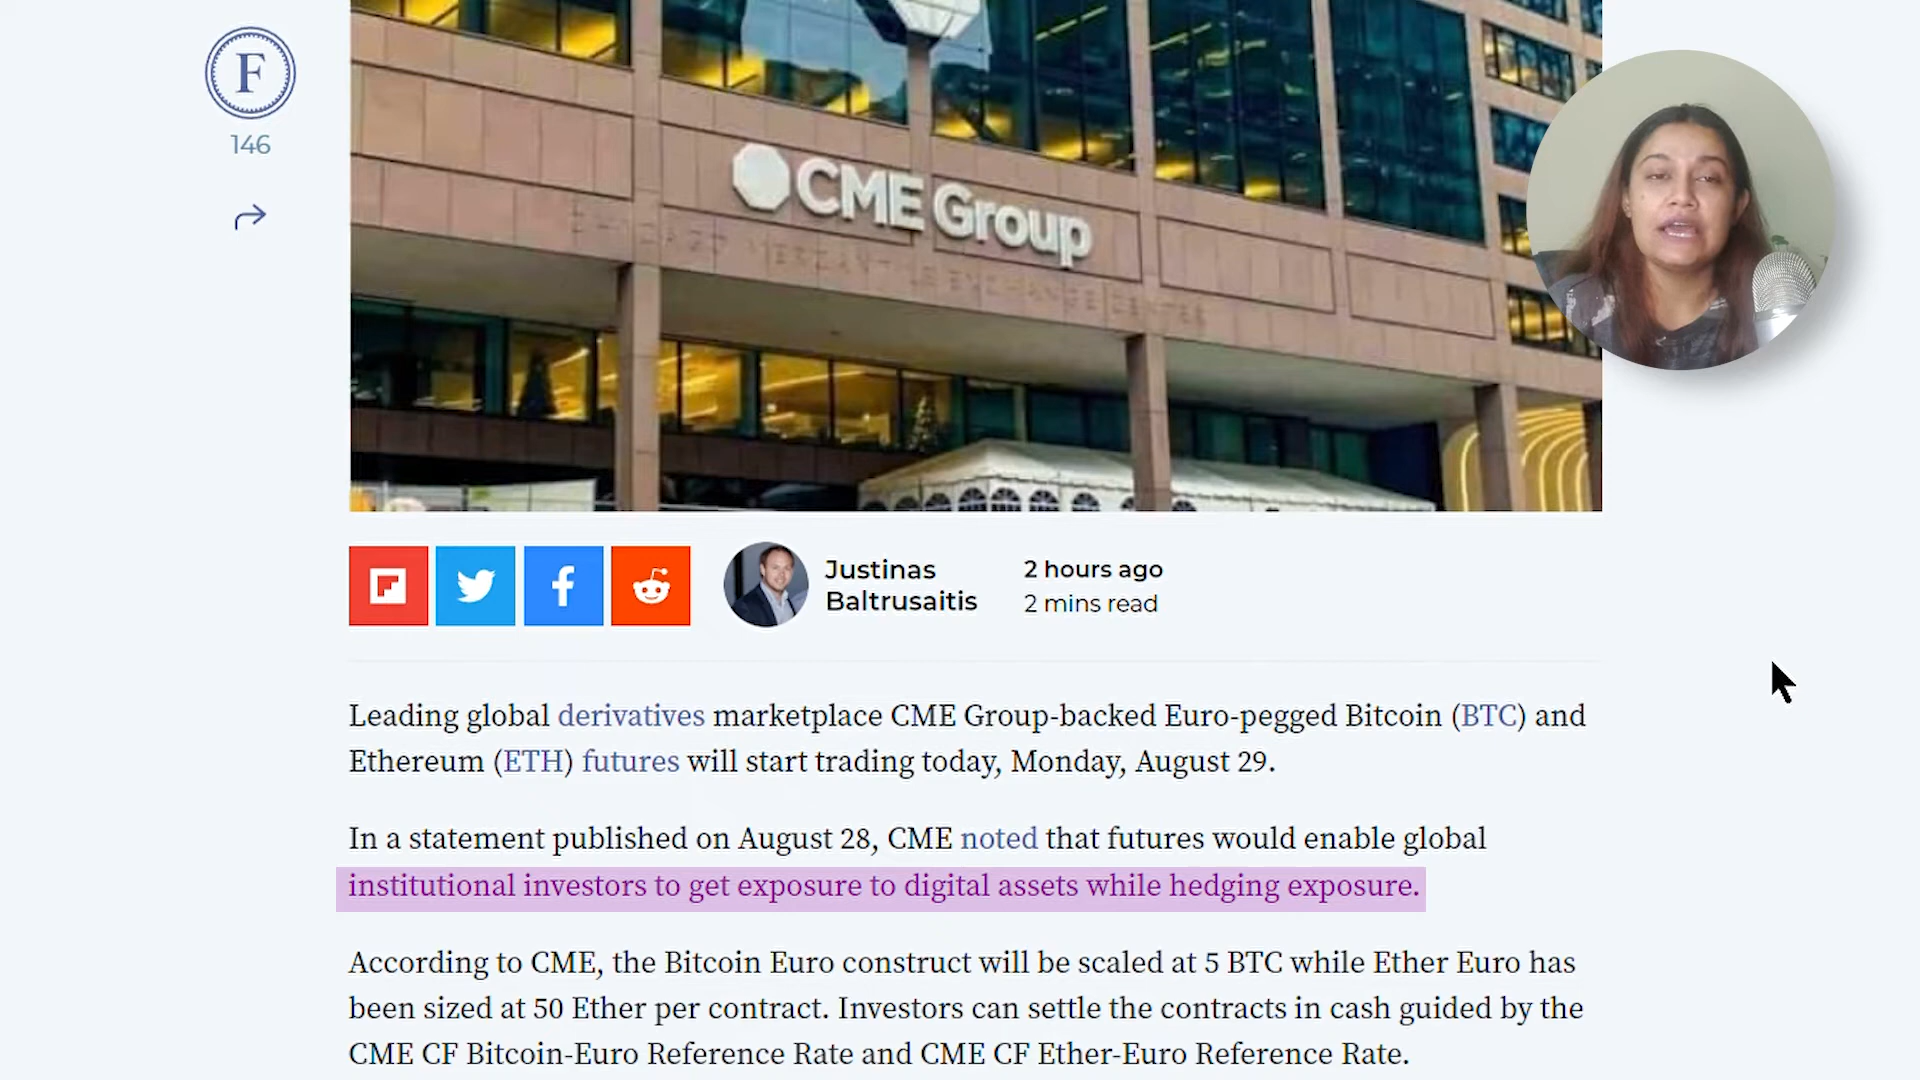 F
146
CME Group
CHICAGO MERCANTILE EXCHANGE CENTER
Justinas
Baltrusaitis
2 hours ago
2 mins read
Leading global derivatives marketplace CME Group-backed Euro-pegged Bitcoin (BTC) and
Ethereum (ETH) futures will start trading today, Monday, August 29.
In a statement published on August 28, CME noted that futures would enable global
institutional investors to get exposure to digital assets while hedging exposure.
According to CME, the Bitcoin Euro construct will be scaled at 5 BTC while Ether Euro has
been sized at 50 Ether per contract. Investors can settle the contracts in cash guided by the
CME CF Bitcoin-Euro Reference Rate and CME CF Ether-Euro Reference Rate.